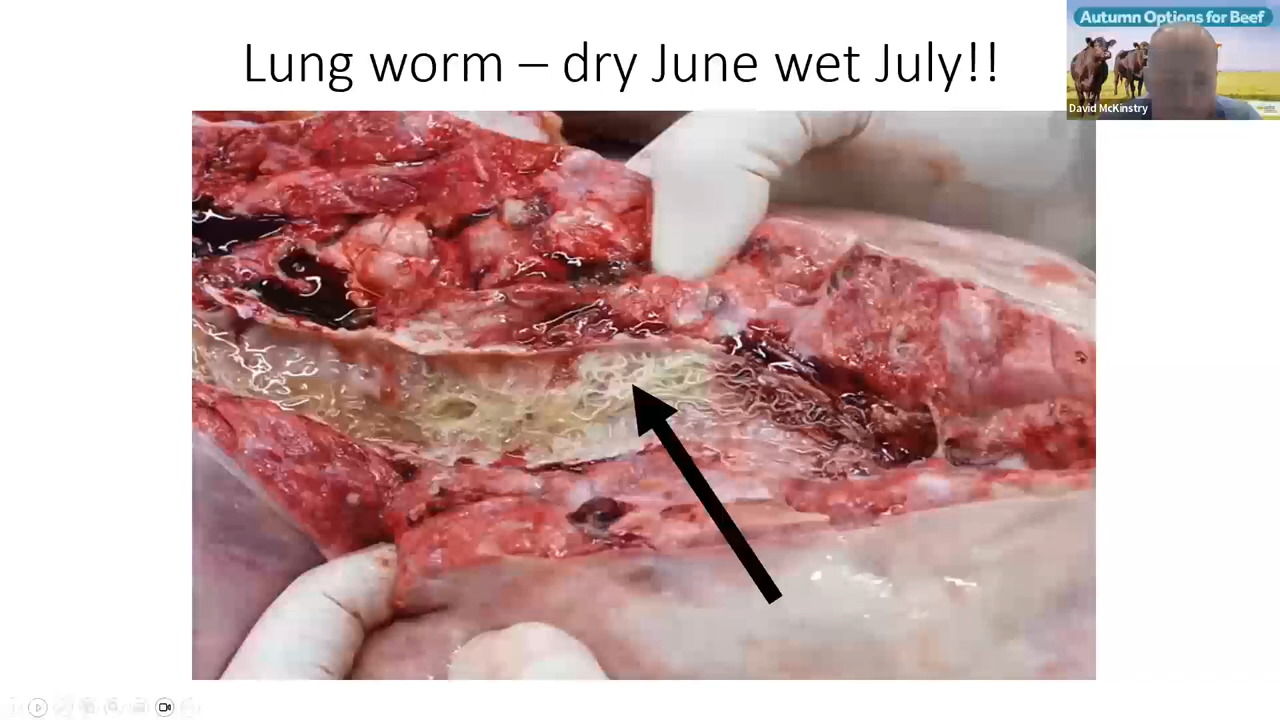 Lung worm – dry June wet July!!
Autumn Options for Beef
David McKinstry